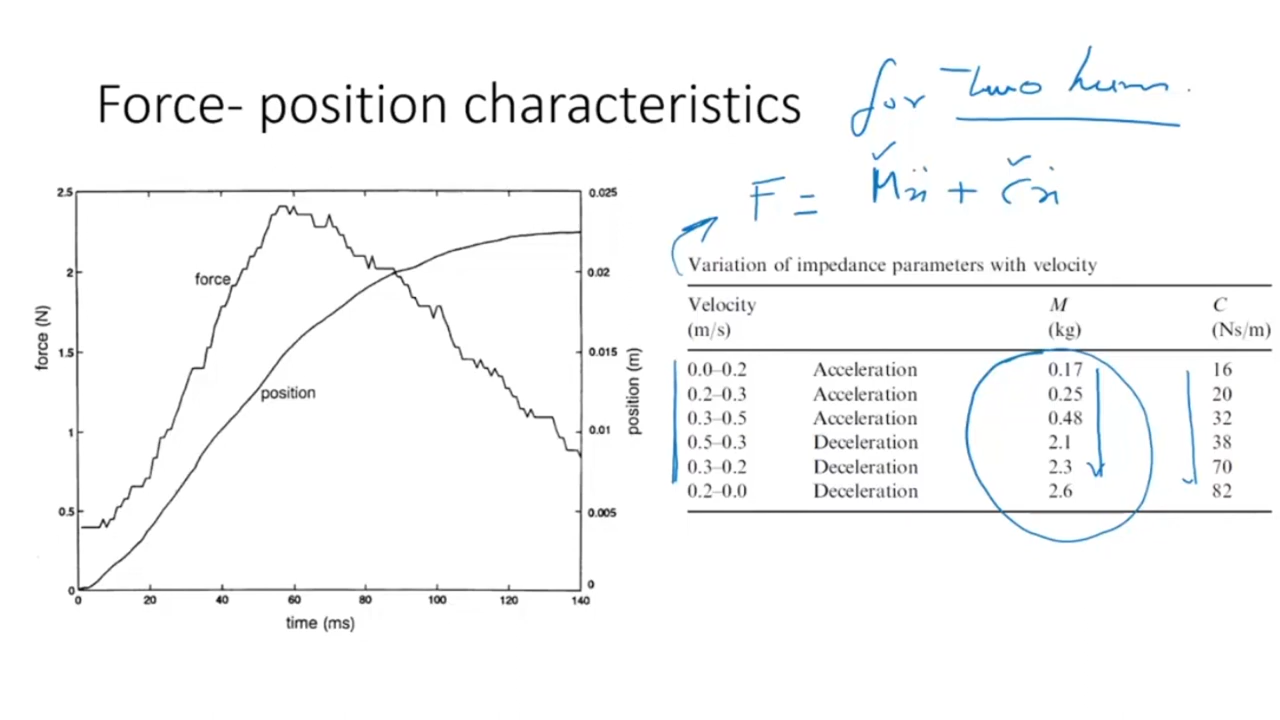 Force- position characteristics
for two hum.
F = Mẍ + Cẋ
2.5
2
1.5
1
0.5
0
force (N)
force
position
0.025
0.02
0.015
0.01
0.005
0
position (m)
0 20 40 60 80 100 120 140
time (ms)
Variation of impedance parameters with velocity
Velocity M C
(m/s) (kg) (Ns/m)
0.0–0.2 Acceleration 0.17 16
0.2–0.3 Acceleration 0.25 20
0.3–0.5 Acceleration 0.48 32
0.5–0.3 Deceleration 2.1 38
0.3–0.2 Deceleration 2.3 70
0.2–0.0 Deceleration 2.6 82